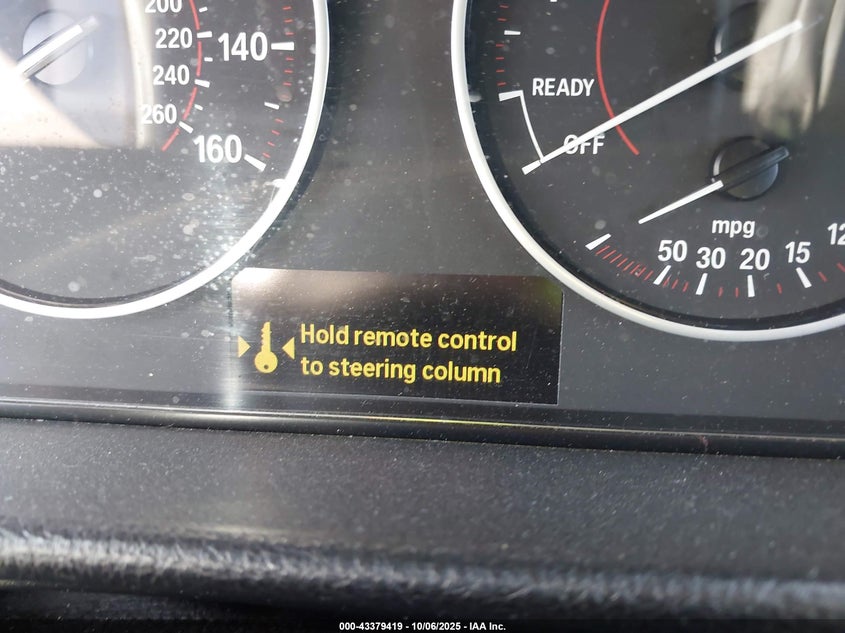 200
220
240
260
140
160
READY
OFF
mpg
50 30 20 15 12
Hold remote control
to steering column
000-43379419 - 10/06/2025 - IAA Inc.